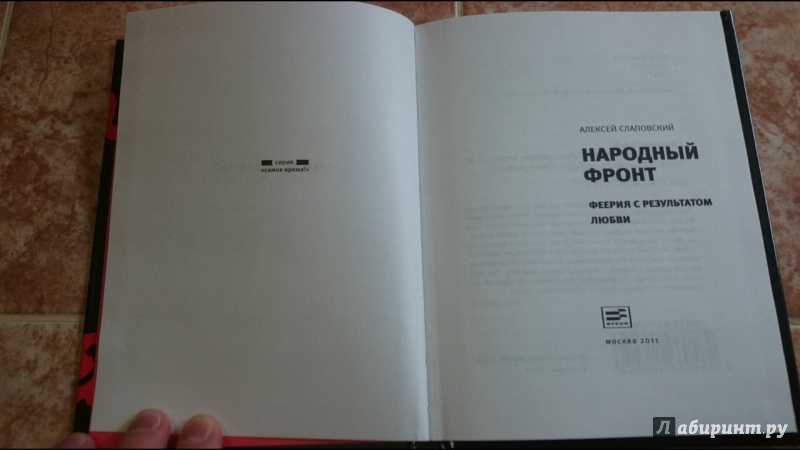 серия
«самое время!»
АЛЕКСЕЙ СЛАПОВСКИЙ
НАРОДНЫЙ
ФРОНТ
ФЕЕРИЯ С РЕЗУЛЬТАТОМ
ЛЮБВИ
ВРЕМЯ
МОСКВА 2011
Лабиринт.ру